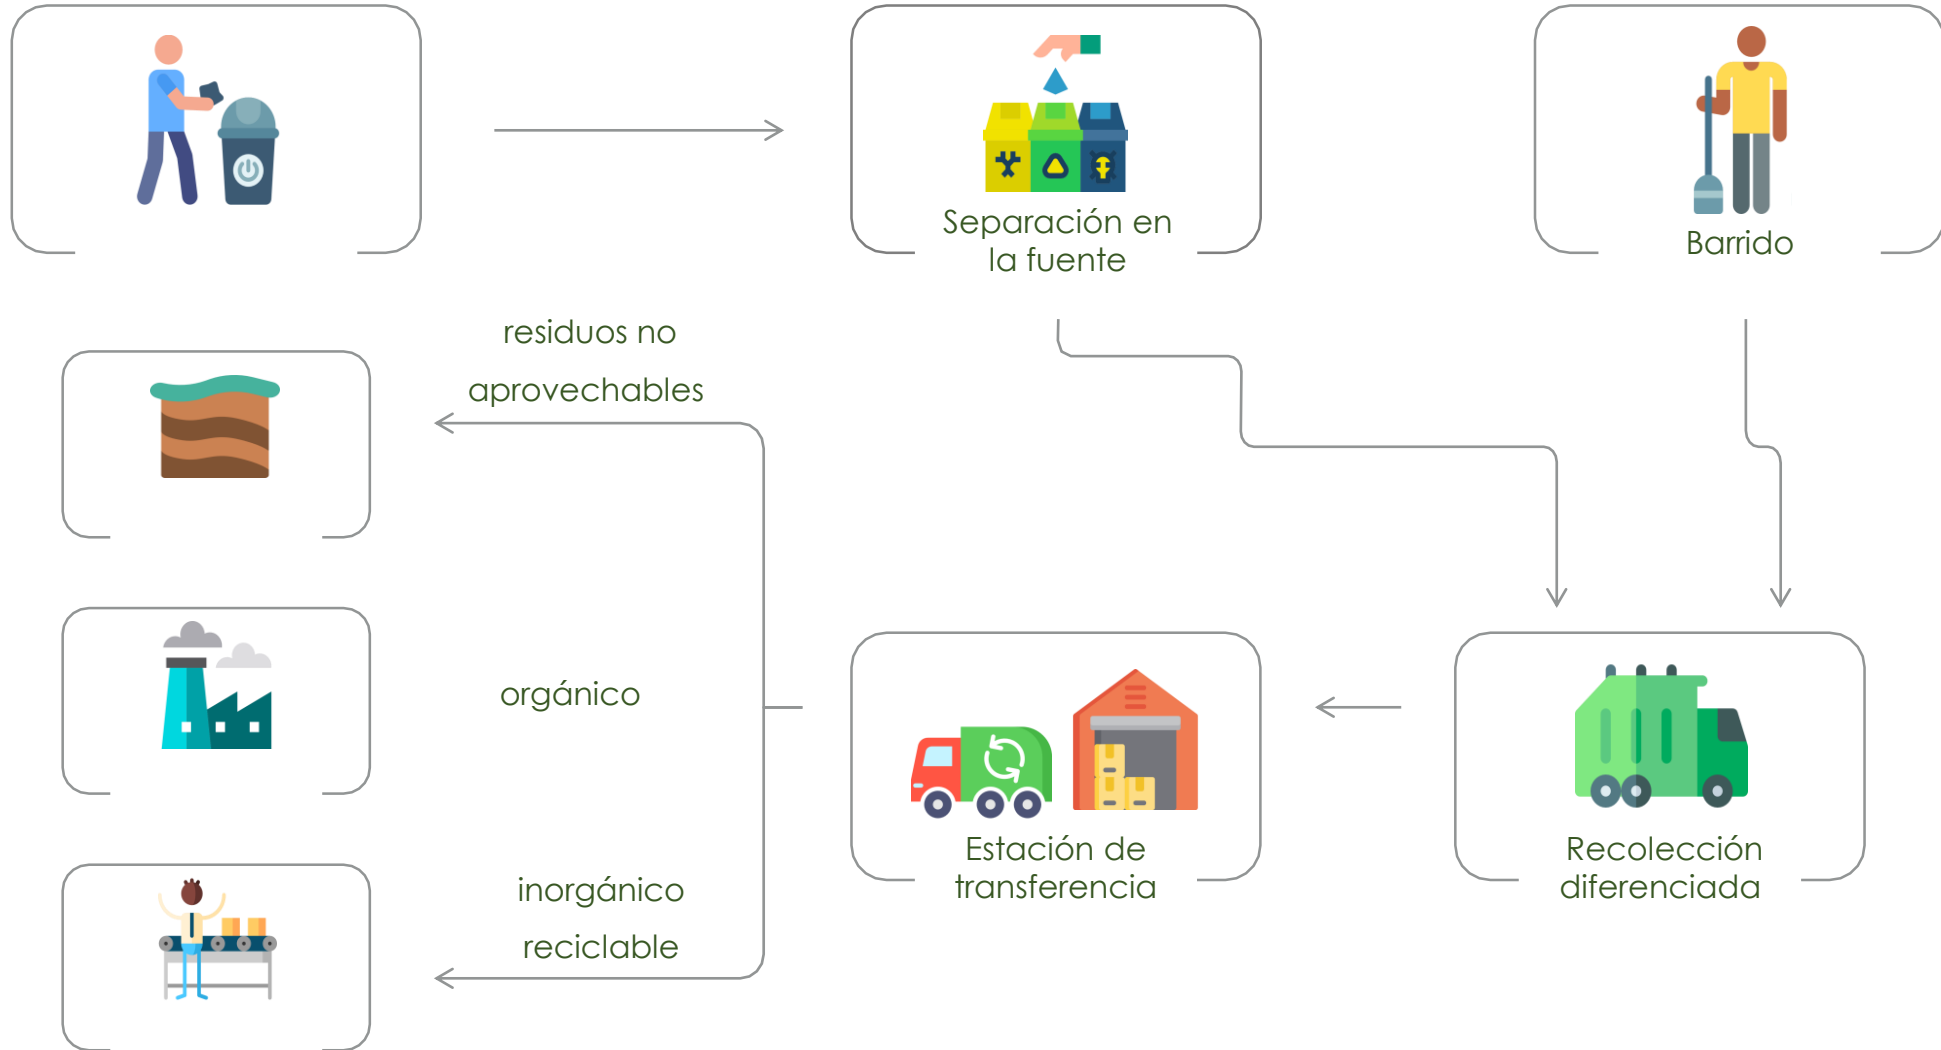 Separación en
la fuente
Barrido
residuos no
aprovechables
orgánico
inorgánico
reciclable
Estación de
transferencia
Recolección
diferenciada